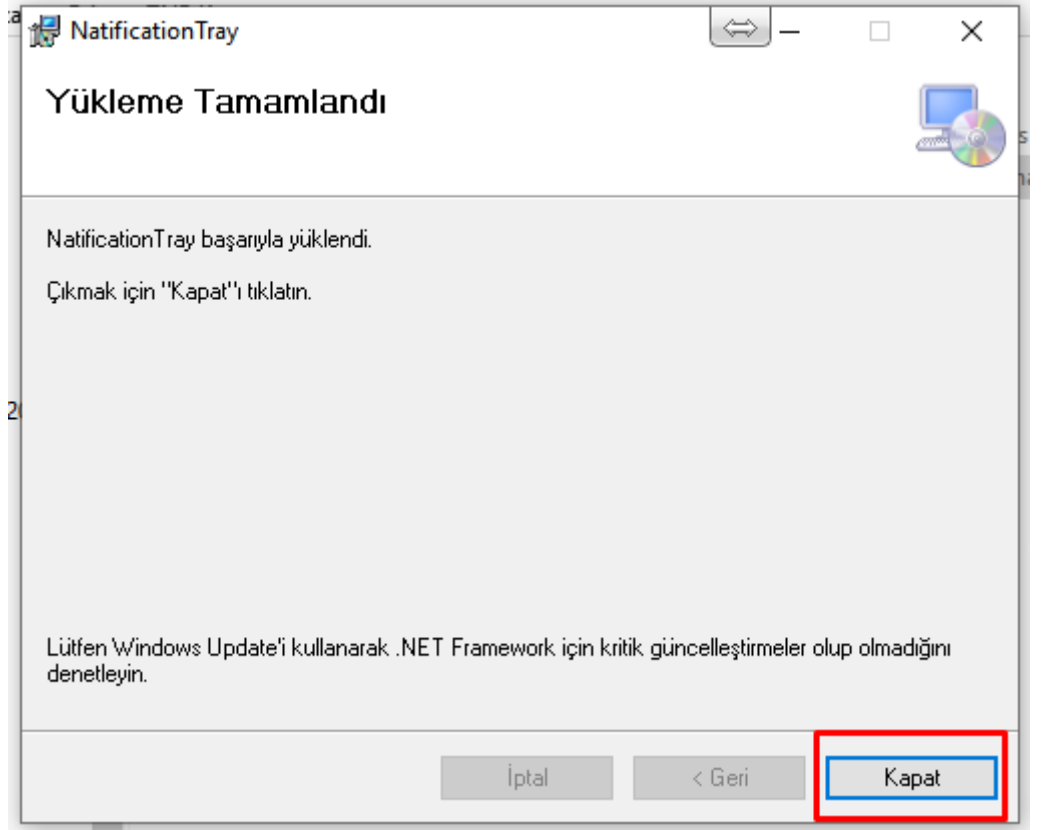 NatificationTray
Yükleme Tamamlandı
NatificationTray başarıyla yüklendi.
Çıkmak için "Kapat"ı tıklatın.
Lütfen Windows Update'i kullanarak .NET Framework için kritik güncelleştirmeler olup olmadığını
denetleyin.
İptal
< Geri
Kapat